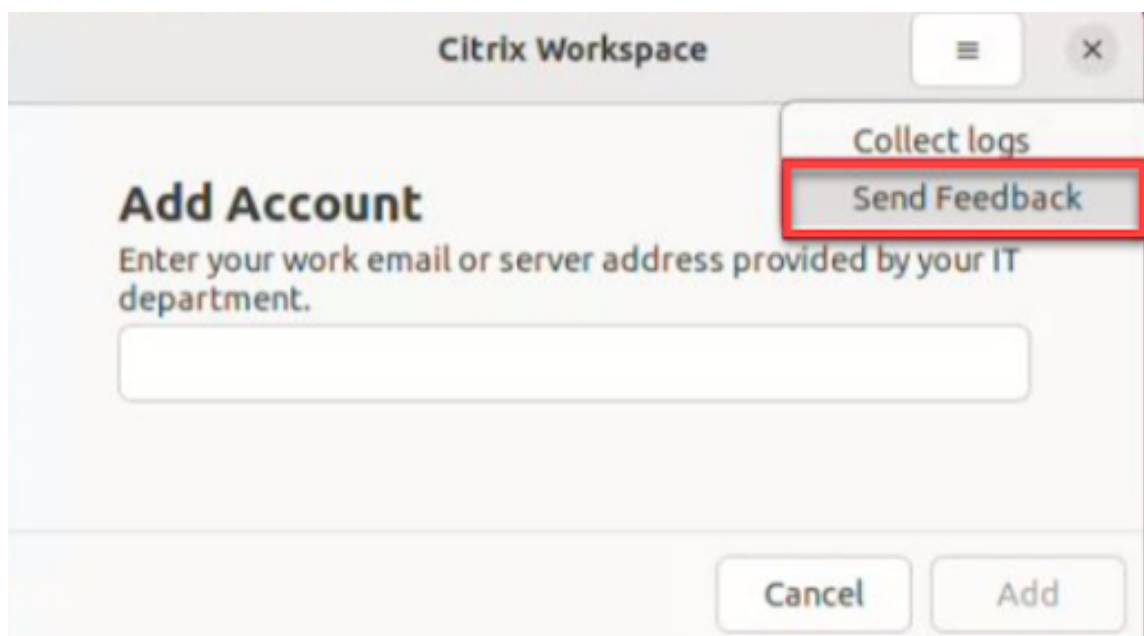 Citrix Workspace
Collect logs
Send Feedback
Add Account
Enter your work email or server address provided by your IT
department.
Cancel
Add